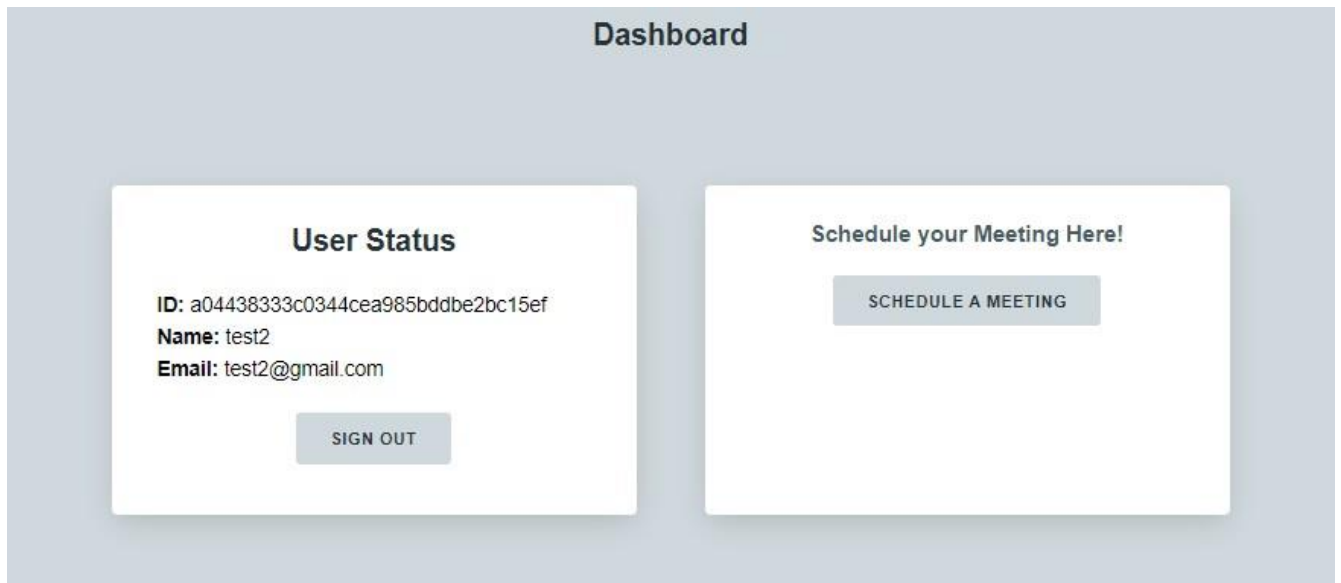 Dashboard
User Status
ID: a04438333c0344cea985bddbe2bc15ef
Name: test2
Email: test2@gmail.com
SIGN OUT
Schedule your Meeting Here!
SCHEDULE A MEETING